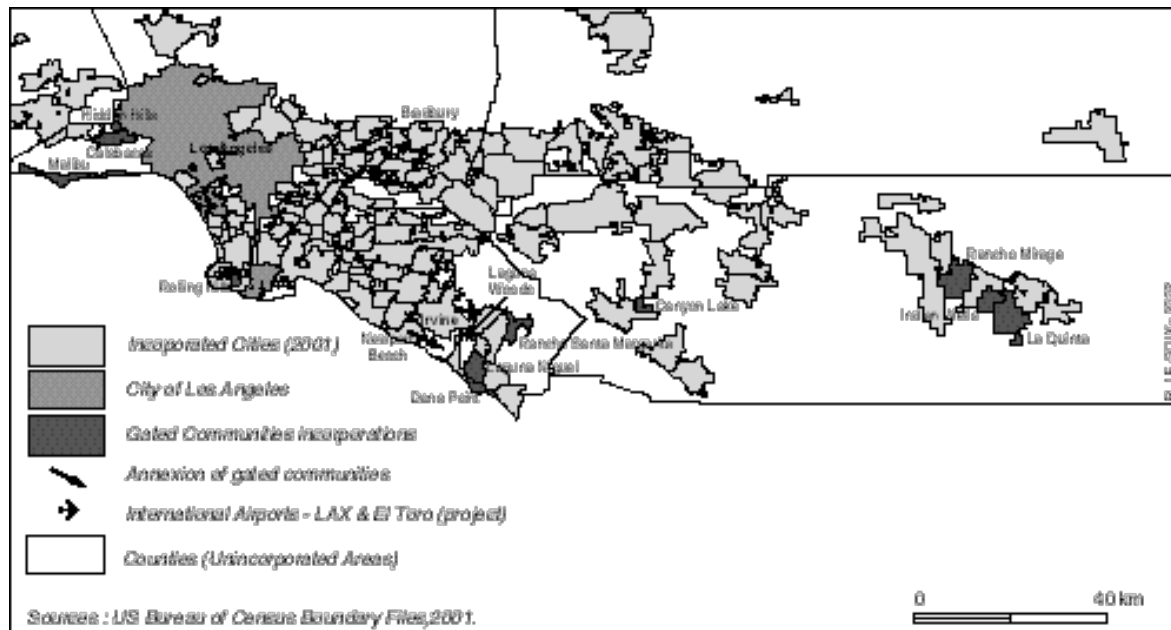 Hidden Hills
Calabasas
Malibu
Los Angeles
Bradbury
Rolling
Laguna
Woods
Irvine
Newport
Beach
Rancho Santa Margarita
Laguna Niguel
Dana Point
Canyon Lake
Rancho Mirage
Indian Wells
La Quinta
Incorporated Cities (2001)
City of Los Angeles
Gated Communities incorporations
Annexion of gated communities
International Airports - LAX & El Toro (project)
Counties (Unincorporated Areas)
Sources : US Bureau of Census Boundary Files,2001.
0 40 km